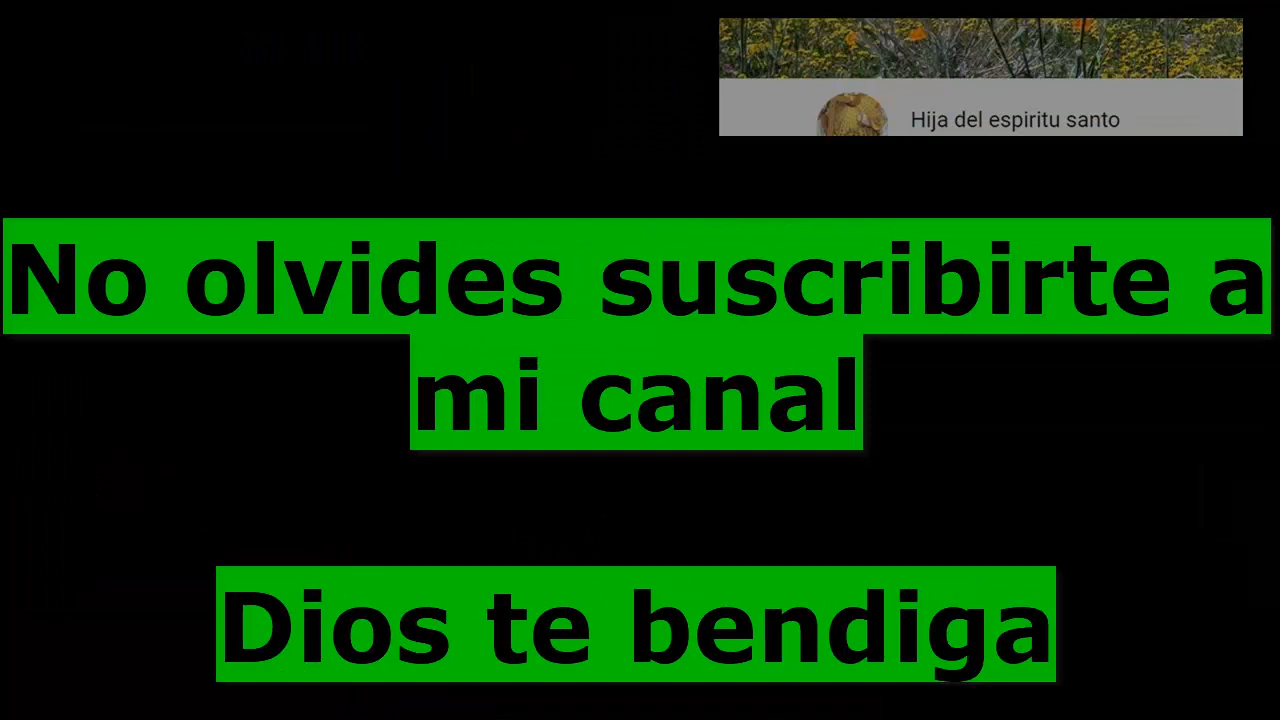 Hija del espiritu santo
No olvides suscribirte a
mi canal
Dios te bendiga